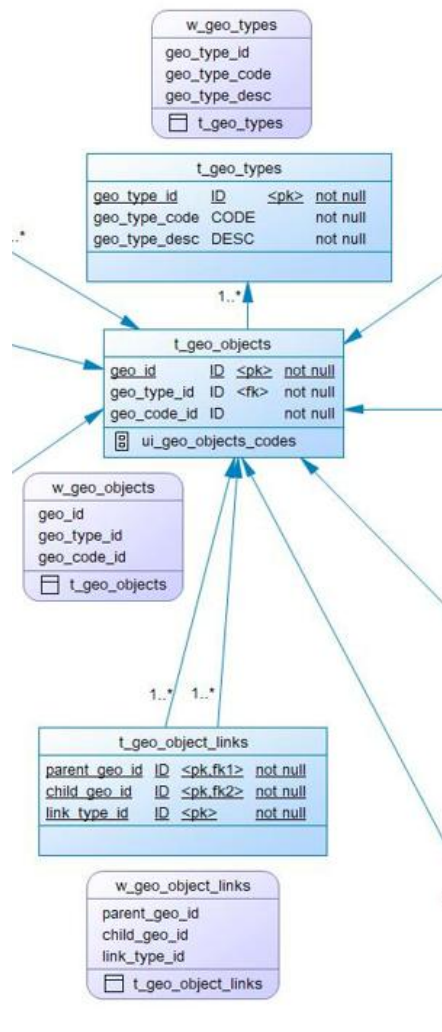 w_geo_types
geo_type_id
geo_type_code
geo_type_desc
t_geo_types
t_geo_types
geo_type_id ID <pk> not null
geo_type_code CODE not null
geo_type_desc DESC not null
..*
1..*
t_geo_objects
geo_id ID <pk> not null
geo_type_id ID <fk> not null
geo_code_id ID not null
ui_geo_objects_codes
w_geo_objects
geo_id
geo_type_id
geo_code_id
t_geo_objects
1..* 1..*
t_geo_object_links
parent_geo_id ID <pk,fk1> not null
child_geo_id ID <pk,fk2> not null
link_type_id ID <pk> not null
w_geo_object_links
parent_geo_id
child_geo_id
link_type_id
t_geo_object_links